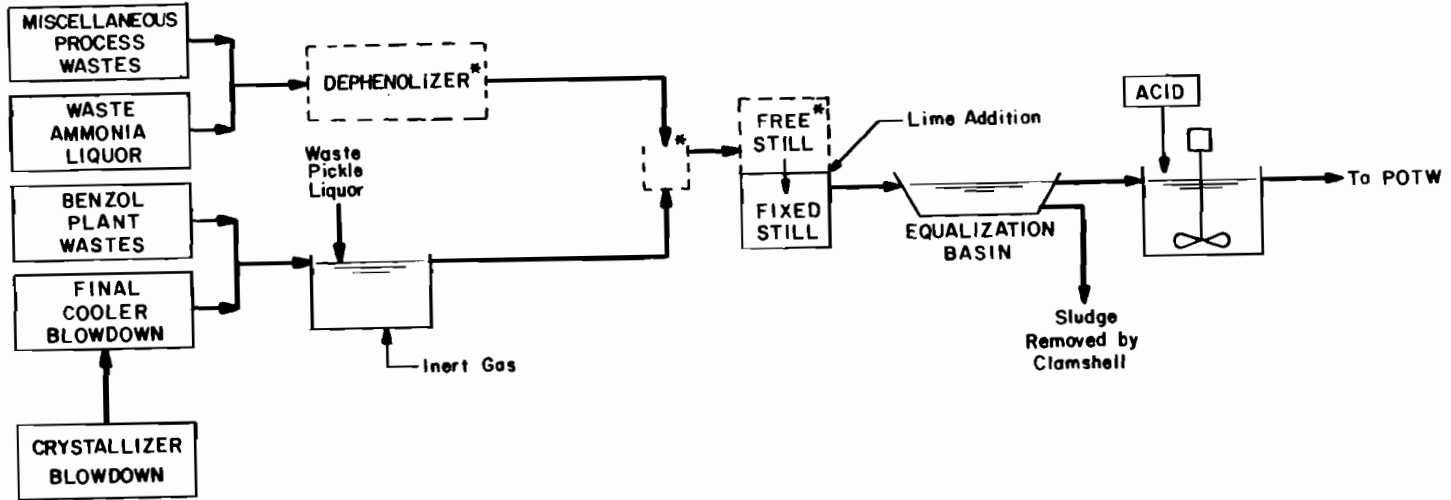 MISCELLANEOUS
PROCESS
WASTES
WASTE
AMMONIA
LIQUOR
BENZOL
PLANT
WASTES
FINAL
COOLER
BLOWDOWN
CRYSTALLIZER
BLOWDOWN
DEPHENOLIZER*
Waste
Pickle
Liquor
Inert Gas
*
FREE*
STILL
FIXED
STILL
Lime Addition
EQUALIZATION
BASIN
Sludge
Removed by
Clamshell
ACID
To POTW